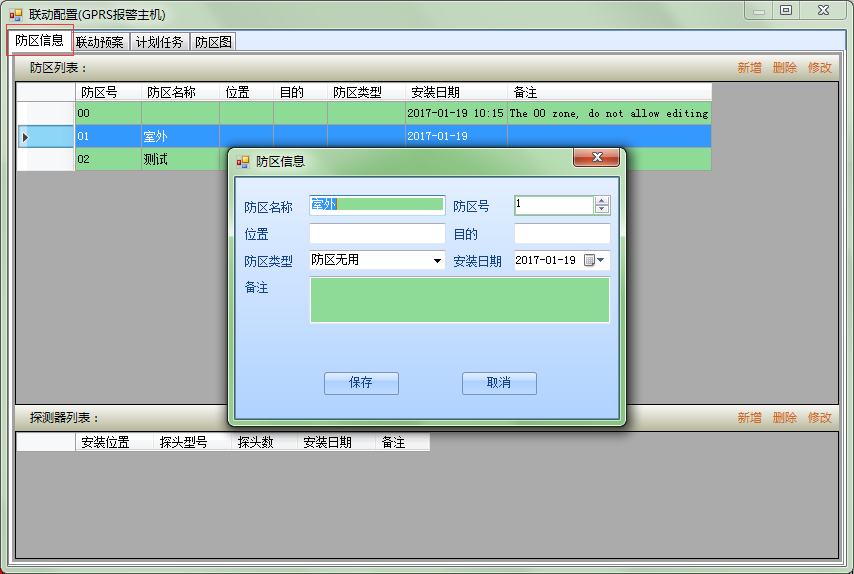 联动配置(GPRS报警主机)
防区信息 联动预案 计划任务 防区图
防区列表： 新增 删除 修改
防区号 防区名称 位置 目的 防区类型 安装日期 备注
00 2017-01-19 10:15 The 00 zone, do not allow editing
01 室外 2017-01-19
02 测试
防区信息
防区名称 室外 防区号 1
位置 目的
防区类型 防区无用 安装日期 2017-01-19
备注
保存 取消
探测器列表： 新增 删除 修改
安装位置 探头型号 探头数 安装日期 备注